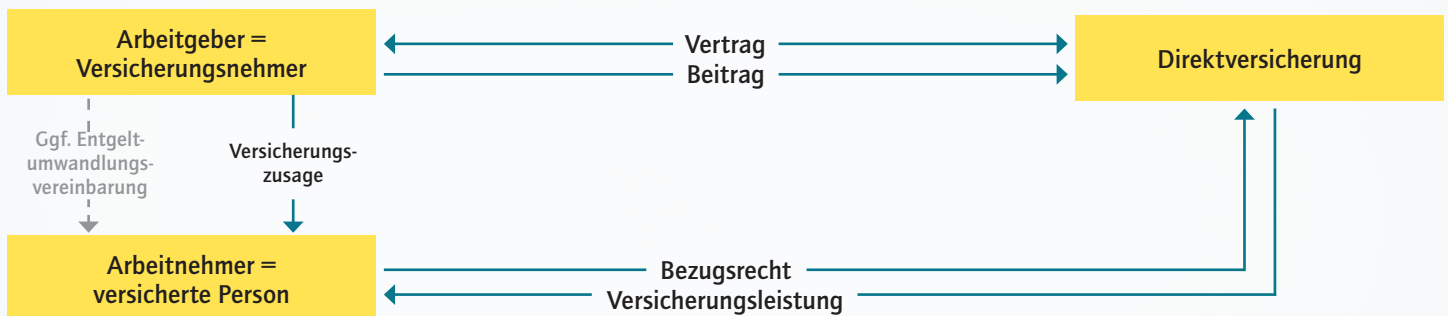 Arbeitgeber =
Versicherungsnehmer
Vertrag
Beitrag
Direktversicherung
Ggf. Entgelt-
umwandlungs-
vereinbarung
Versicherungs-
zusage
Arbeitnehmer =
versicherte Person
Bezugsrecht
Versicherungsleistung